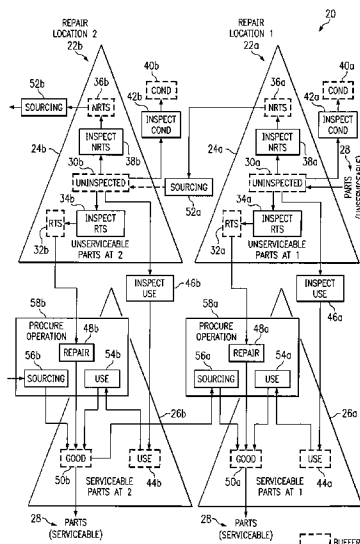 REPAIR
LOCATION 2
22b
REPAIR
LOCATION 1
22a
20
40b
COND
40a
COND
52b
SOURCING
36b
NRTS
42b
INSPECT
COND
36a
NRTS
42a
INSPECT
COND
24b
INSPECT
NRTS
38b
24a
INSPECT
NRTS
38a
28
PARTS
(UNSERVICEABLE)
30b
UNINSPECTED
SOURCING
52a
30a
UNINSPECTED
34b
RTS
INSPECT
RTS
32b
UNSERVICEABLE
PARTS AT 2
34a
RTS
INSPECT
RTS
32a
UNSERVICEABLE
PARTS AT 1
INSPECT
USE
46b
INSPECT
USE
46a
58b
PROCURE
OPERATION
48b
REPAIR
56b
54b
SOURCING
USE
58a
PROCURE
OPERATION
48a
REPAIR
56a
54a
SOURCING
USE
26b
26a
GOOD
USE
50b
44b
SERVICEABLE
PARTS AT 2
GOOD
USE
50a
44a
SERVICEABLE
PARTS AT 1
28
PARTS
(SERVICEABLE)
28
PARTS
(SERVICEABLE)
BUFFER